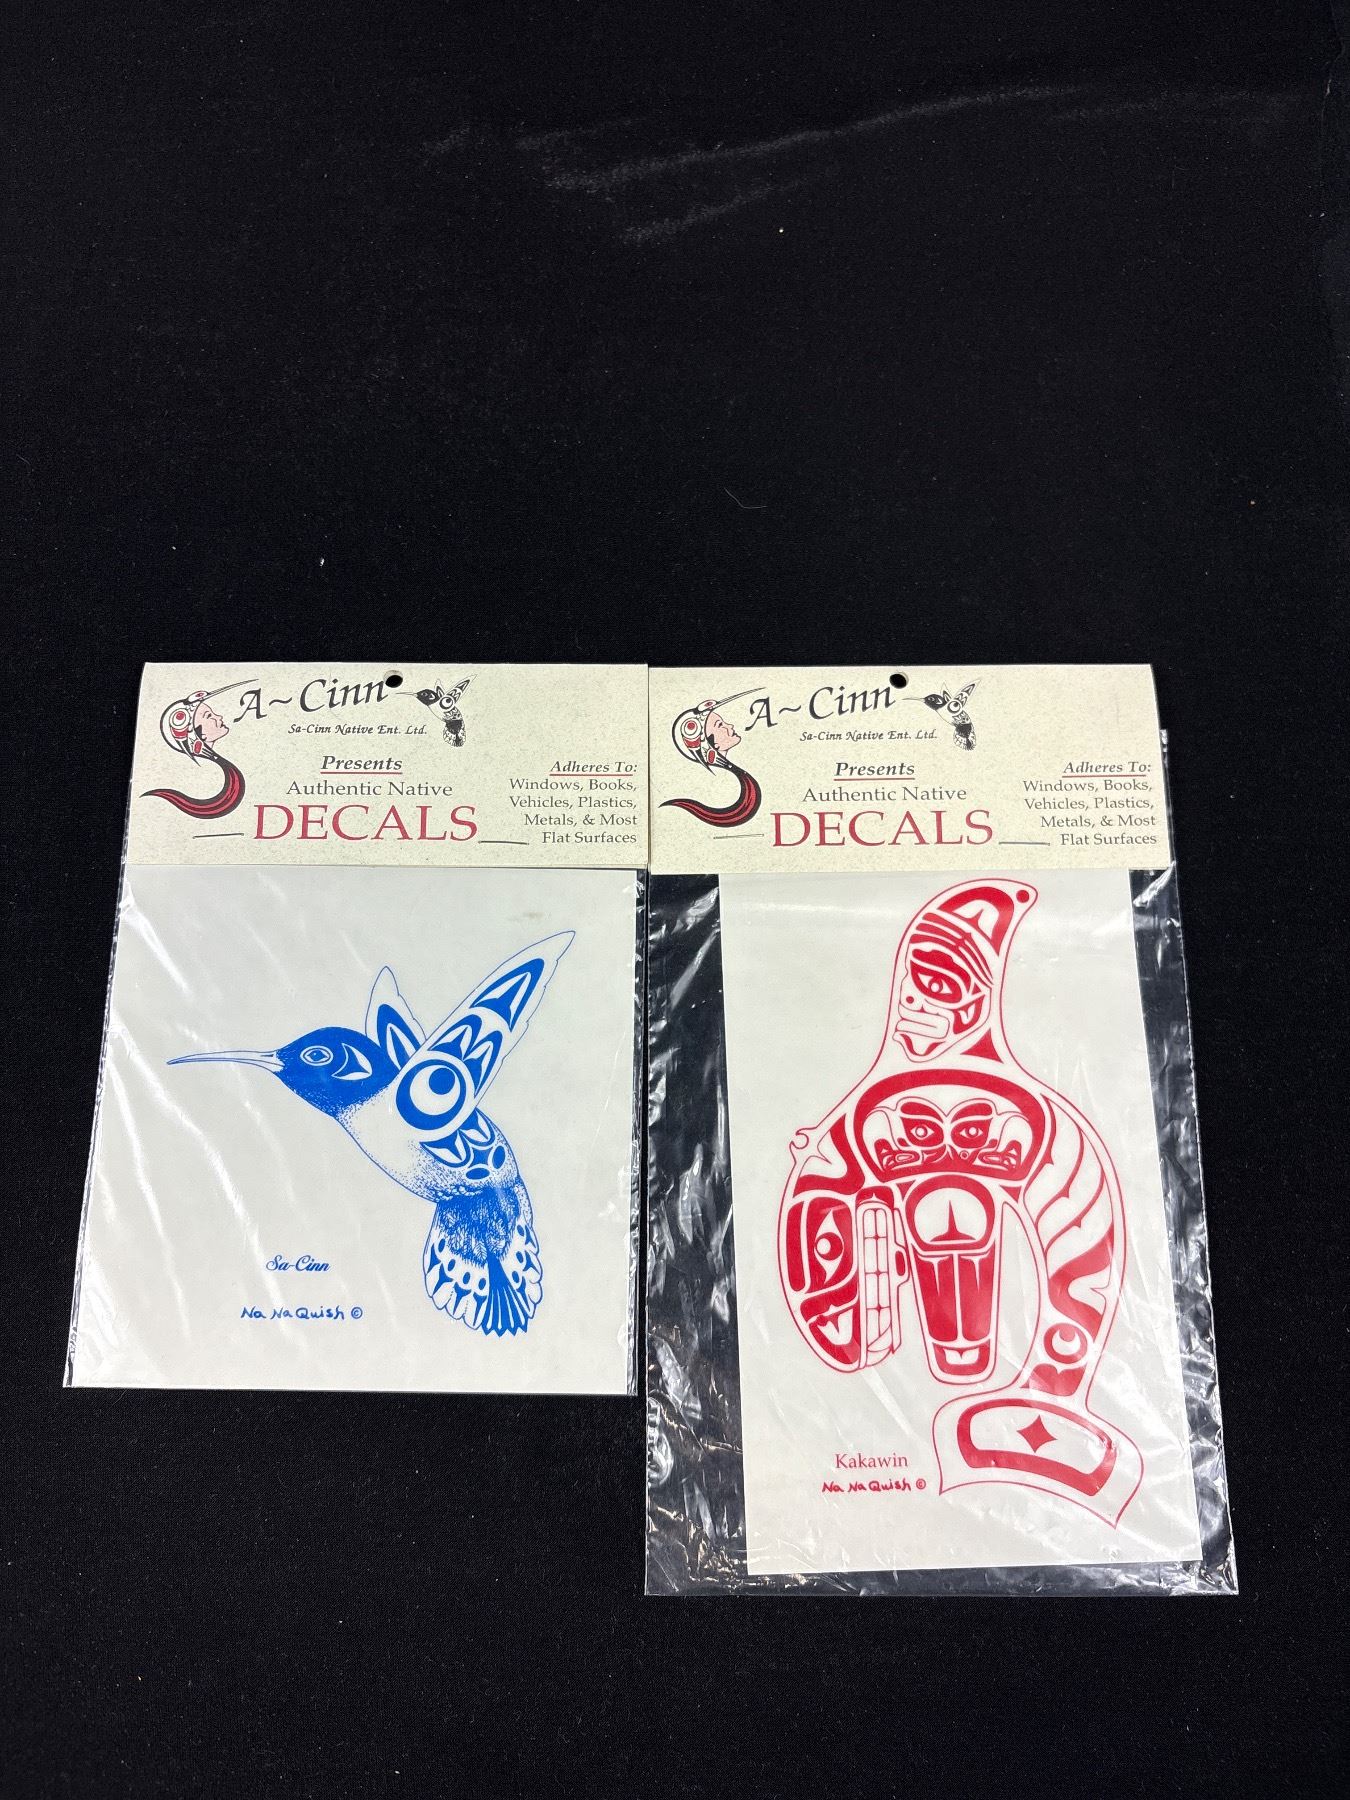 SA~Cinn
Sa-Cinn Native Ent. Ltd.
Presents
Authentic Native
DECALS
Adheres To:
Windows, Books,
Vehicles, Plastics,
Metals, & Most
Flat Surfaces
Sa-Cinn
Na Na Quish ©
SA~Cinn
Sa-Cinn Native Ent. Ltd.
Presents
Authentic Native
DECALS
Adheres To:
Windows, Books,
Vehicles, Plastics,
Metals, & Most
Flat Surfaces
Kakawin
Na Na Quish ©